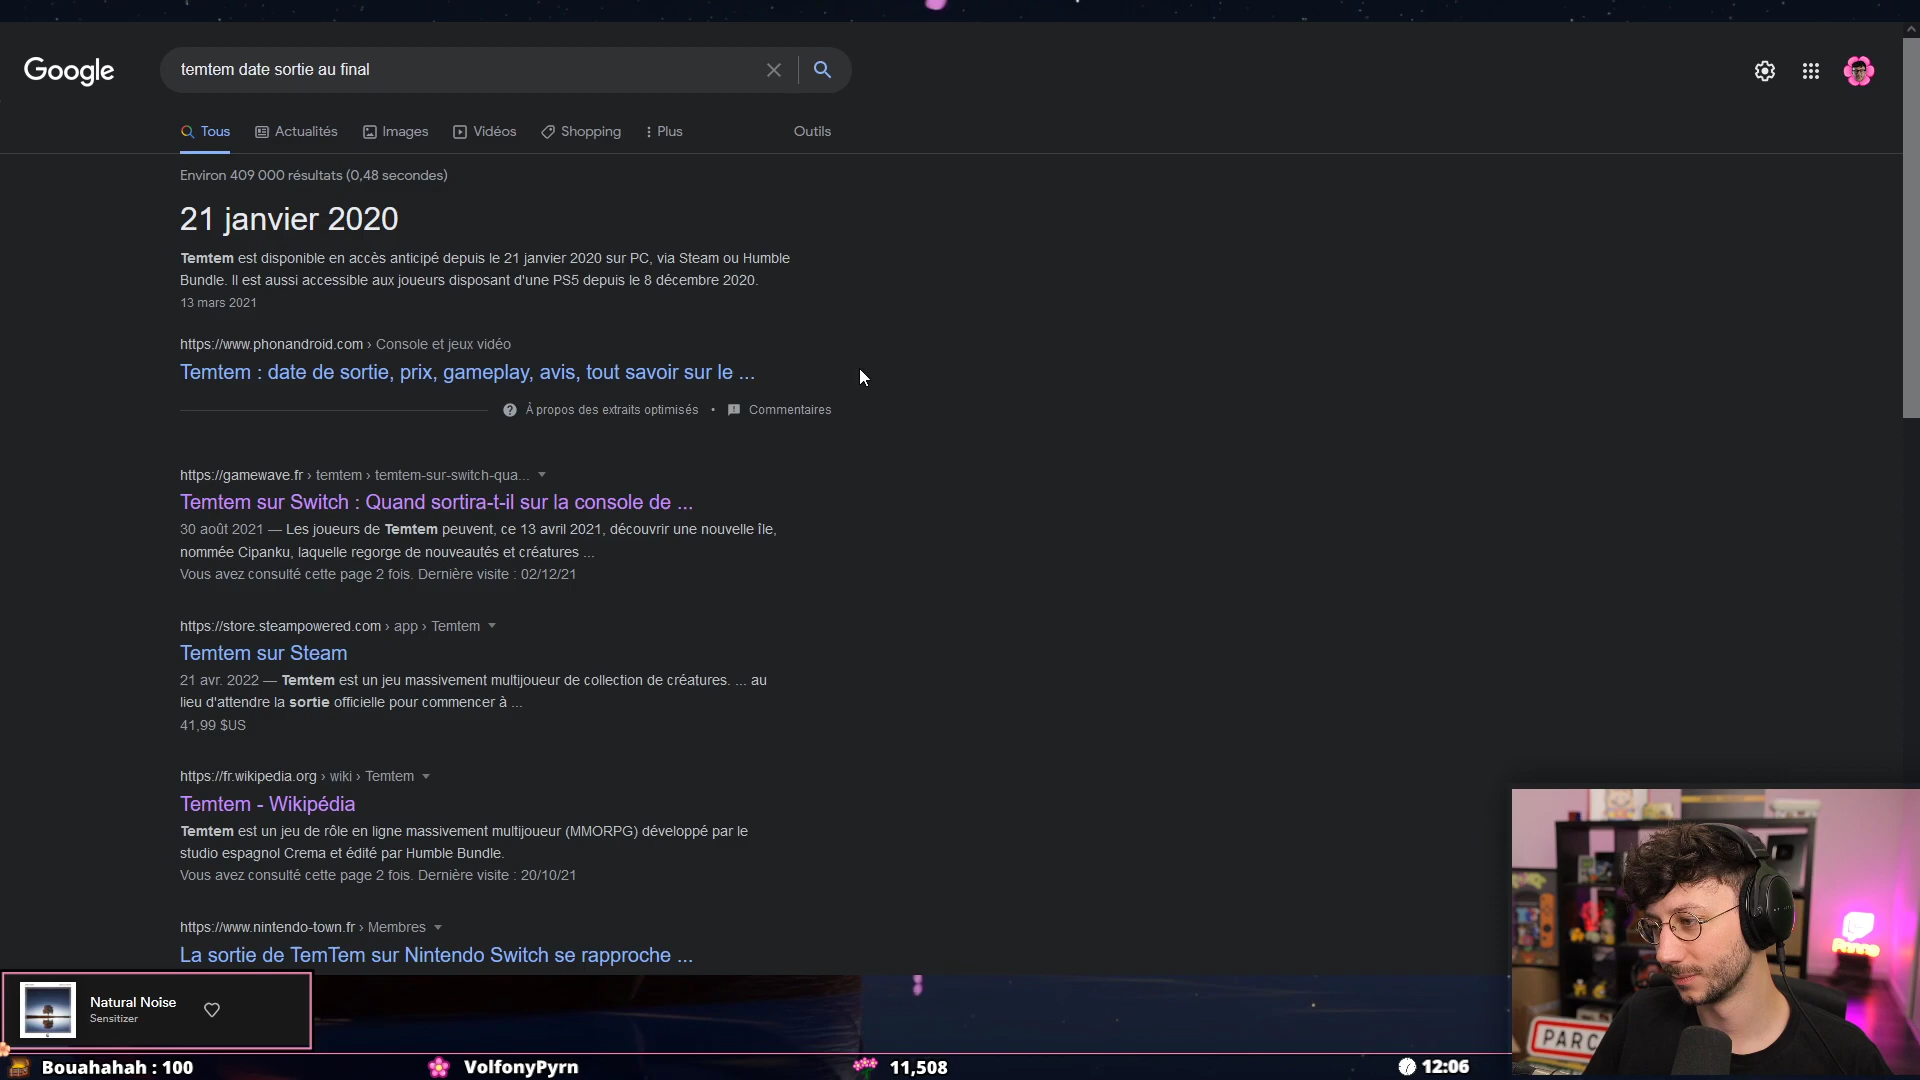 Google
temtem date sortie au final
Tous
Actualités
Images
Vidéos
Shopping
Plus
Outils
Environ 409 000 résultats (0,48 secondes)
21 janvier 2020
Temtem est disponible en accès anticipé depuis le 21 janvier 2020 sur PC, via Steam ou Humble
Bundle. Il est aussi accessible aux joueurs disposant d'une PS5 depuis le 8 décembre 2020.
13 mars 2021
https://www.phonandroid.com › Console et jeux vidéo
Temtem : date de sortie, prix, gameplay, avis, tout savoir sur le ...
À propos des extraits optimisés • Commentaires
https://gamewave.fr › temtem › temtem-sur-switch-qua...
Temtem sur Switch : Quand sortira-t-il sur la console de ...
30 août 2021 — Les joueurs de Temtem peuvent, ce 13 avril 2021, découvrir une nouvelle île,
nommée Cipanku, laquelle regorge de nouveautés et créatures ...
Vous avez consulté cette page 2 fois. Dernière visite : 02/12/21
https://store.steampowered.com › app › Temtem
Temtem sur Steam
21 avr. 2022 — Temtem est un jeu massivement multijoueur de collection de créatures. ... au
lieu d'attendre la sortie officielle pour commencer à ...
41,99 $US
https://fr.wikipedia.org › wiki › Temtem
Temtem - Wikipédia
Temtem est un jeu de rôle en ligne massivement multijoueur (MMORPG) développé par le
studio espagnol Crema et édité par Humble Bundle.
Vous avez consulté cette page 2 fois. Dernière visite : 20/10/21
https://www.nintendo-town.fr › Membres
La sortie de TemTem sur Nintendo Switch se rapproche ...
Natural Noise
Sensitizer
PARC
Bouahahah : 100
VolfonyPyrn
11,508
12:06